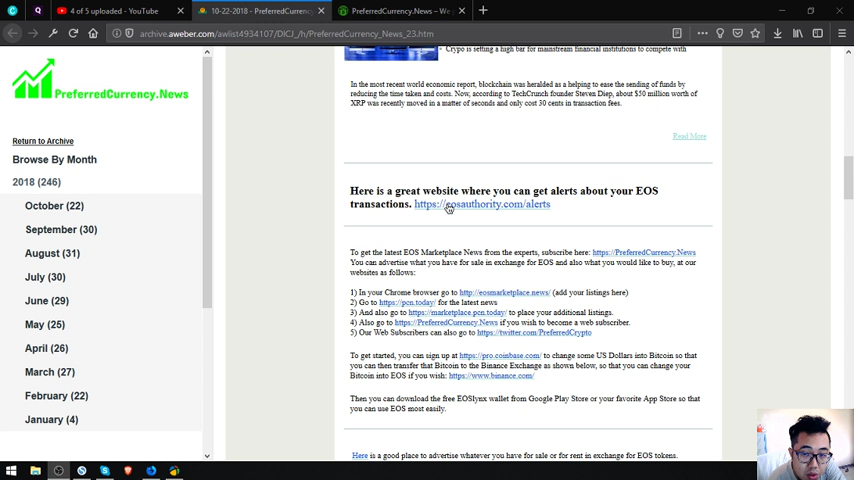 4 of 5 uploaded - YouTube
10-22-2018 - PreferredCurrency
PreferredCurrency.News – We p
archive.aweber.com/awlist4934107/DICJ_/h/PreferredCurrency_News_23.htm
PreferredCurrency.News
Return to Archive
Browse By Month
2018 (246)
October (22)
September (30)
August (31)
July (30)
June (29)
May (25)
April (26)
March (27)
February (22)
January (4)
Crypo is setting a high bar for mainstream financial institutions to compete with
In the most recent world economic report, blockchain was heralded as a helping to ease the sending of funds by
reducing the time taken and costs. Now, according to TechCrunch founder Steven Diep, about $50 million worth of
XRP was recently moved in a matter of seconds and only cost 30 cents in transaction fees.
Read More
Here is a great website where you can get alerts about your EOS
transactions. https://eosauthority.com/alerts
To get the latest EOS Marketplace News from the experts, subscribe here: https://PreferredCurrency.News
You can advertise what you have for sale in exchange for EOS and also what you would like to buy, at our
websites as follows:
1) In your Chrome browser go to http://eosmarketplace.news/ (add your listings here)
2) Go to https://pcn.today/ for the latest news
3) And also go to https://marketplace.pcn.today/ to place your additional listings.
4) Also go to https://PreferredCurrency.News if you wish to become a web subscriber.
5) Our Web Subscribers can also go to https://twitter.com/PreferredCrypto
To get started, you can sign up at https://pro.coinbase.com/ to change some US Dollars into Bitcoin so that
you can then transfer that Bitcoin to the Binance Exchange as shown below, so that you can change your
Bitcoin into EOS if you wish: https://www.binance.com/
Then you can download the free EOSlynx wallet from Google Play Store or your favorite App Store so that
you can use EOS most easily.
Here is a good place to advertise whatever you have for sale or for rent in exchange for EOS tokens.